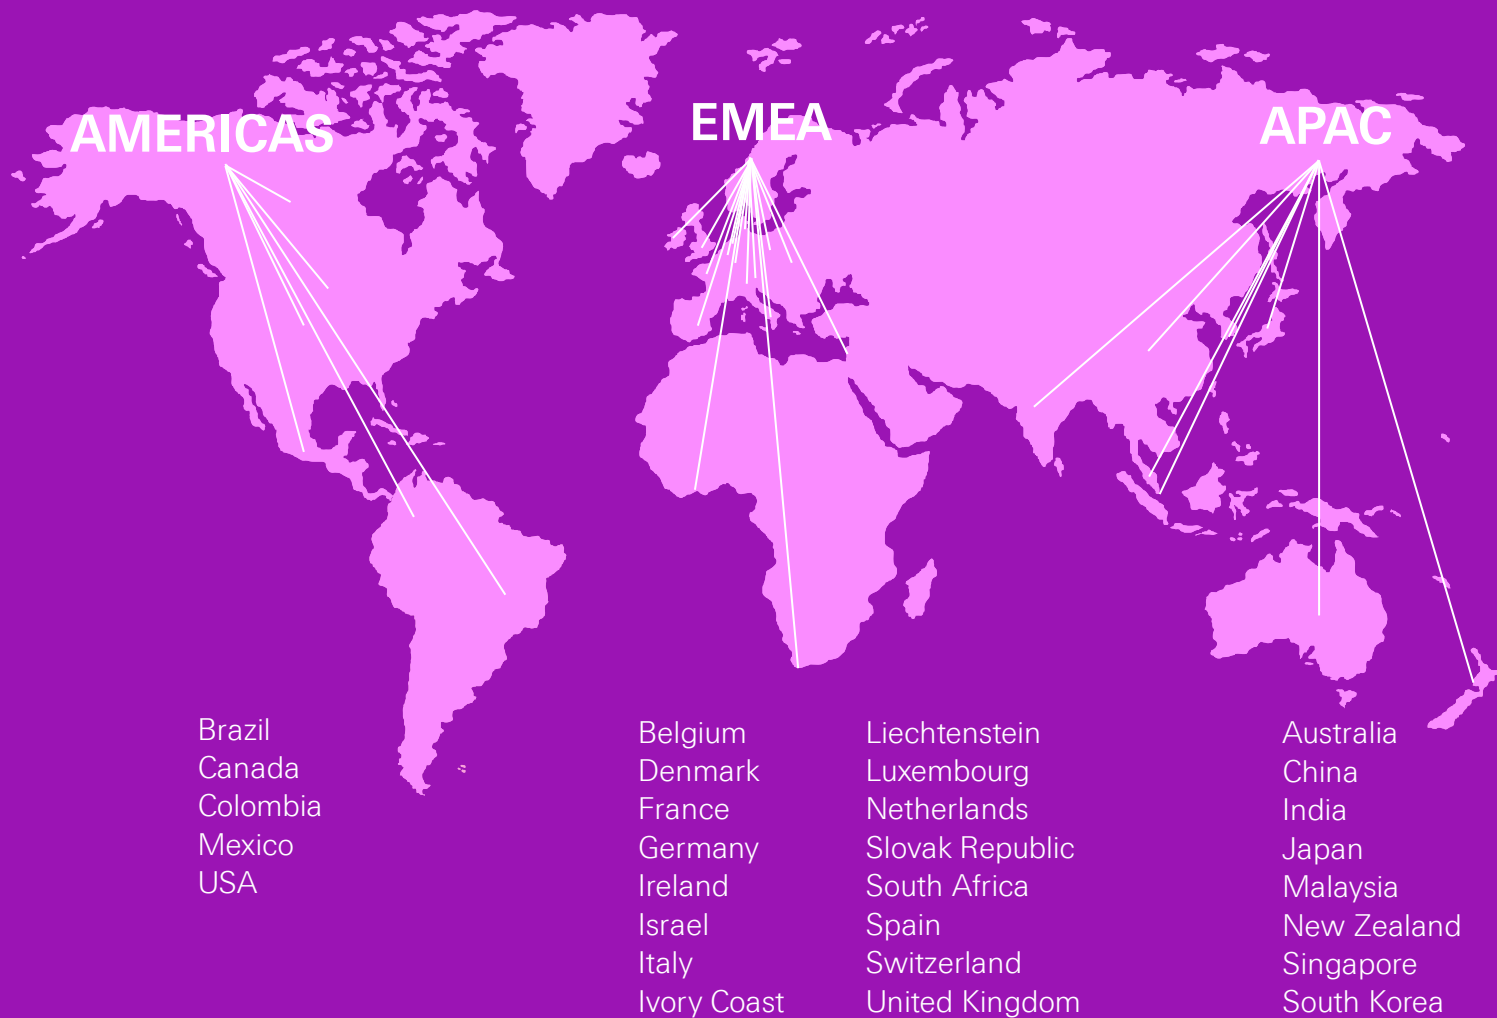 AMERICAS
EMEA
APAC
Brazil
Canada
Colombia
Mexico
USA
Belgium
Denmark
France
Germany
Ireland
Israel
Italy
Ivory Coast
Liechtenstein
Luxembourg
Netherlands
Slovak Republic
South Africa
Spain
Switzerland
United Kingdom
Australia
China
India
Japan
Malaysia
New Zealand
Singapore
South Korea